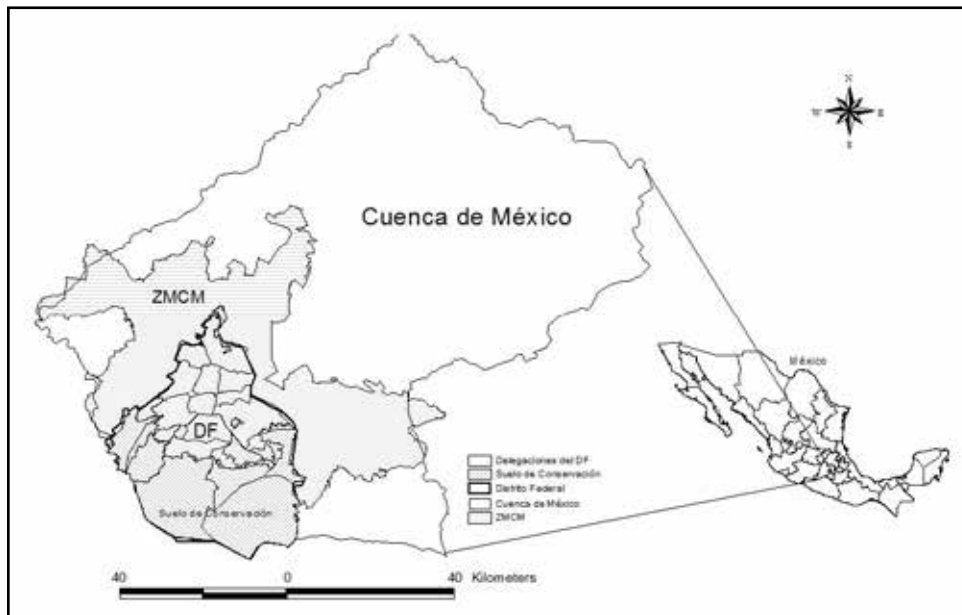 N
W E
S
Cuenca de México
ZMCM
México
DF
Delegaciones del DF
Suelo de Conservación
Distrito Federal
Cuenca de México
ZMCM
Suelo de Conservación
40 0 40 Kilometers